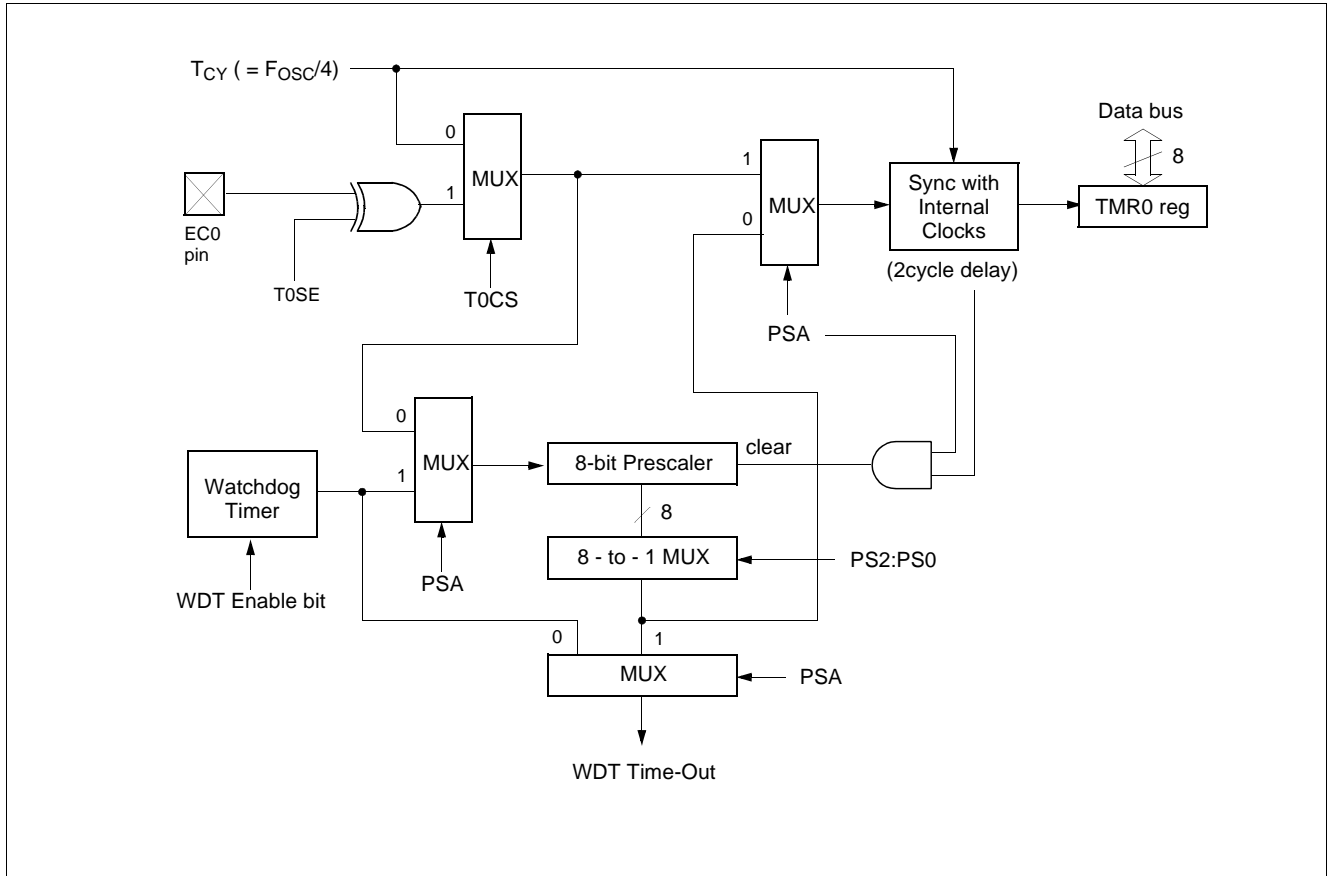 TCY ( = FOSC/4)
Data bus
8
0
MUX
1
1
MUX
0
Sync with
Internal
Clocks
TMR0 reg
EC0
pin
(2cycle delay)
T0SE
T0CS
PSA
0
MUX
1
8-bit Prescaler
clear
Watchdog
Timer
8
8 - to - 1 MUX
PS2:PS0
PSA
WDT Enable bit
0
1
MUX
PSA
WDT Time-Out